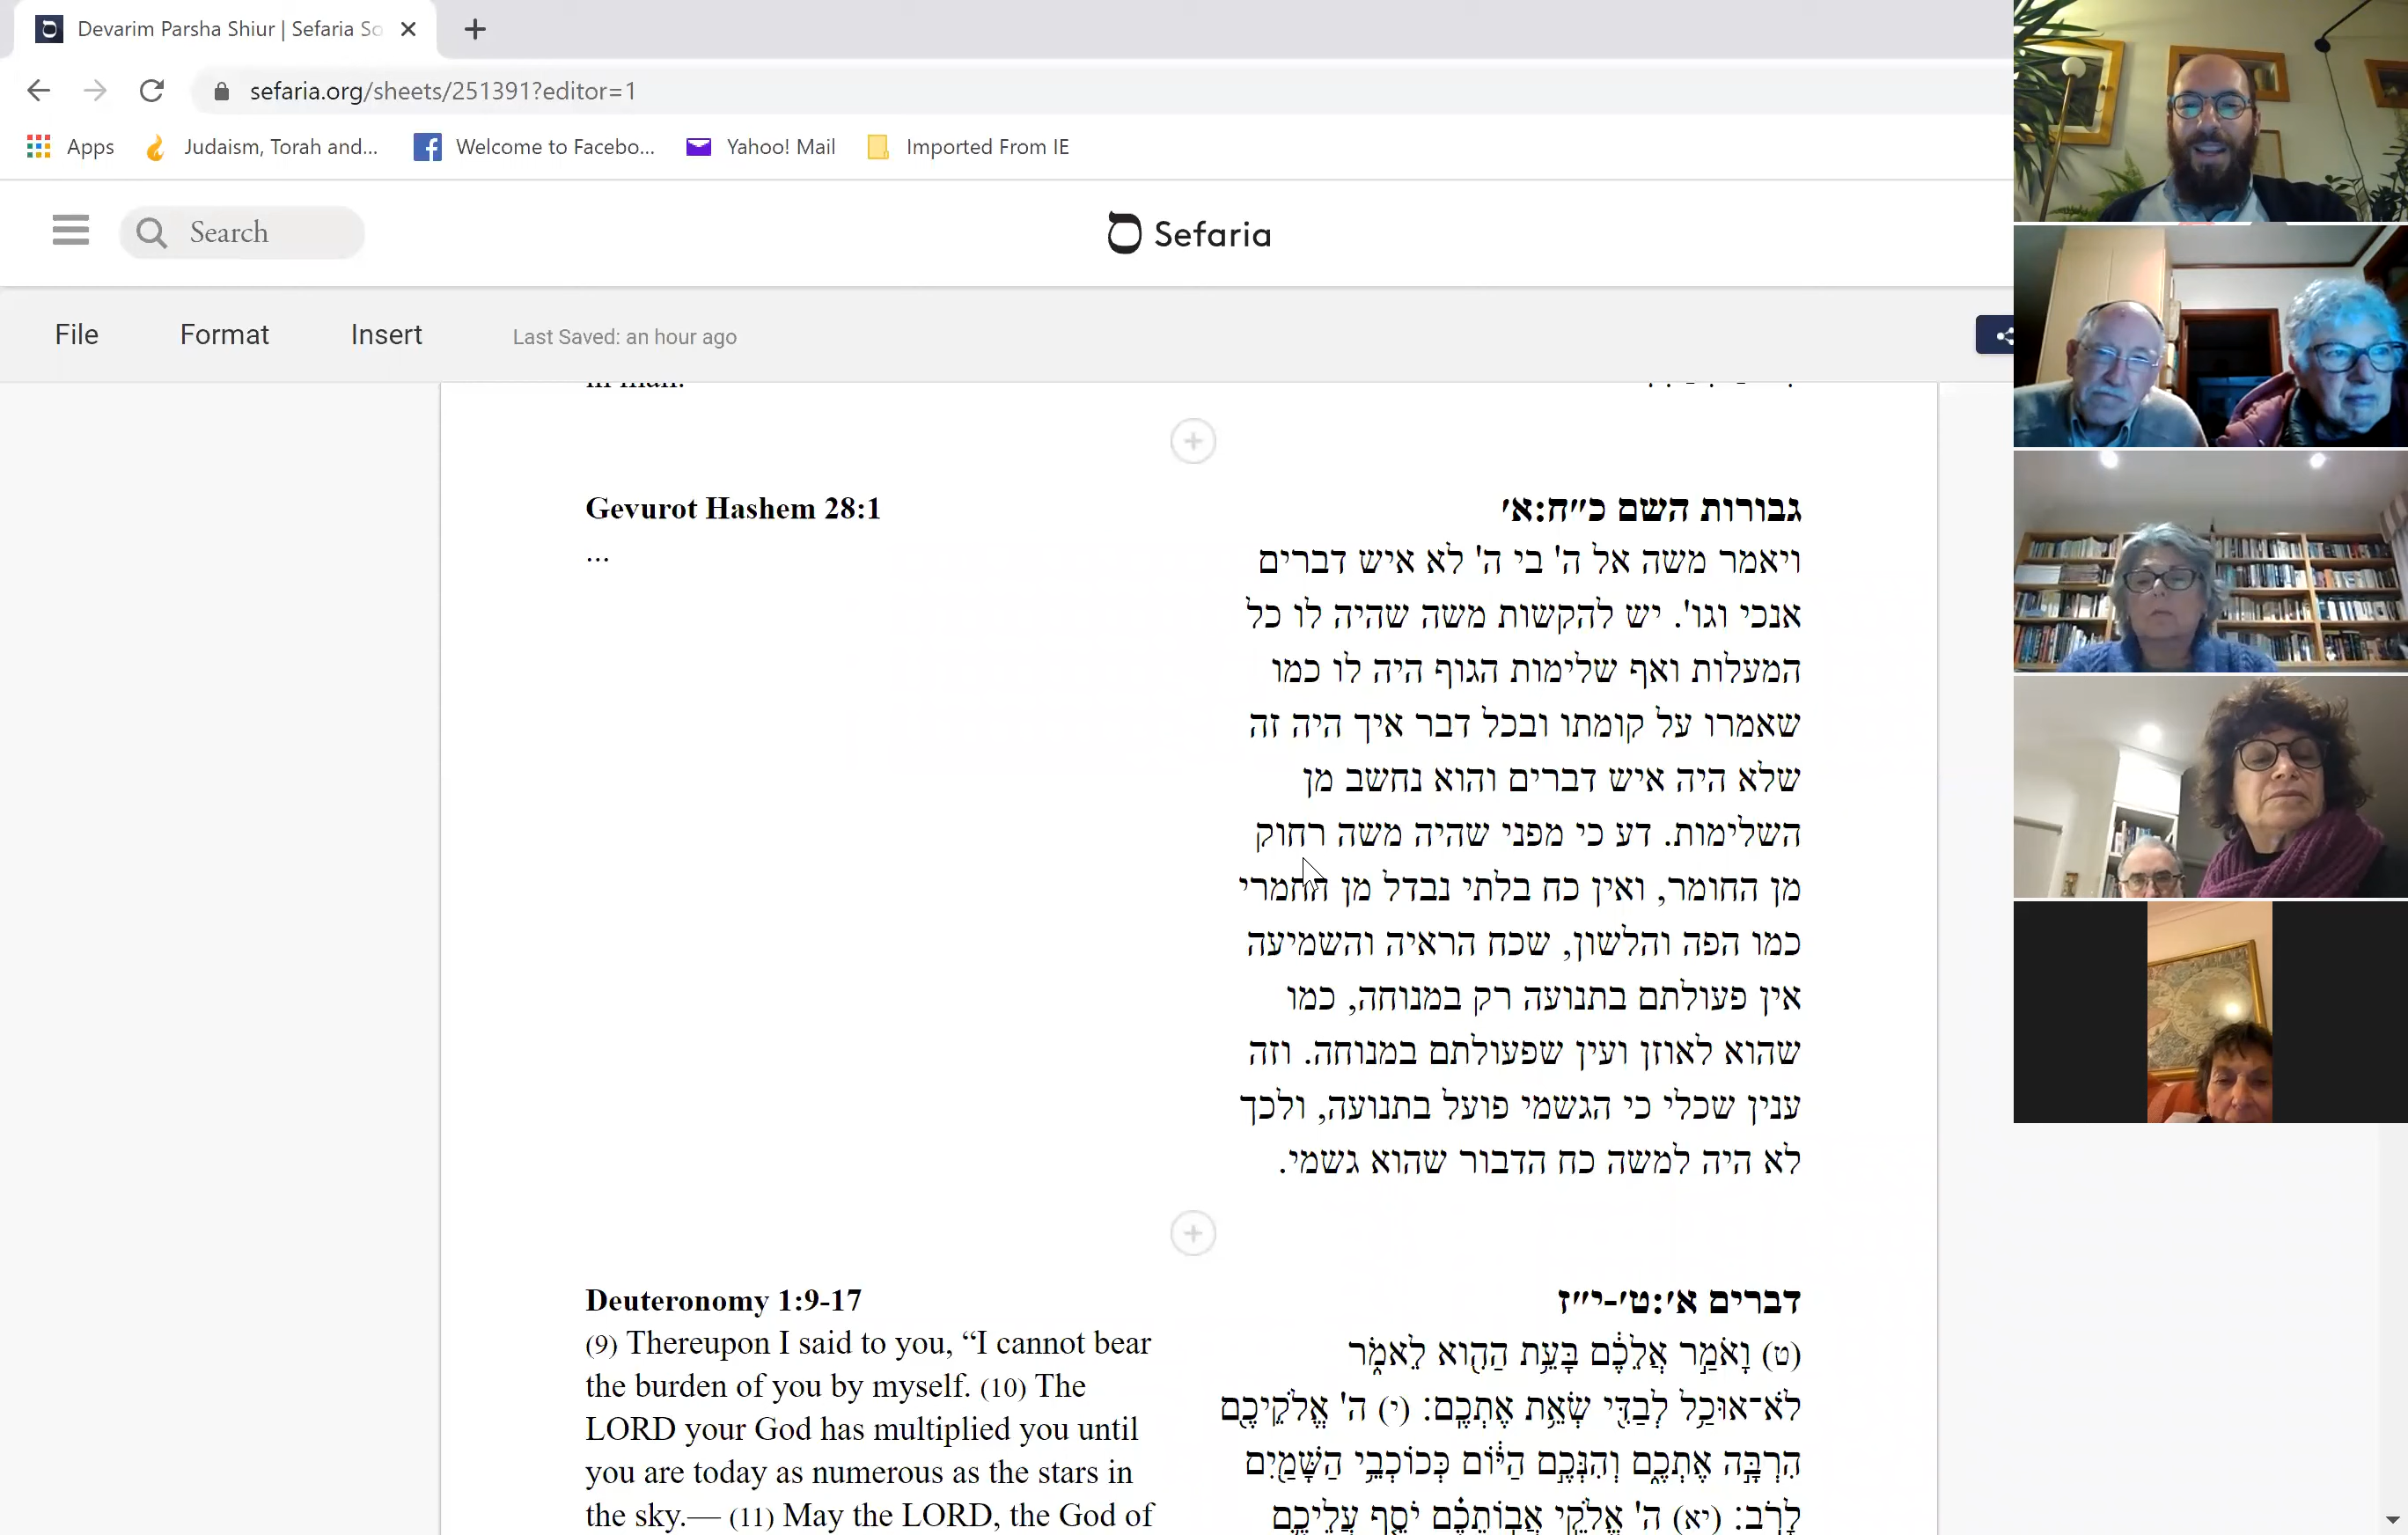 Devarim Parsha Shiur | Sefaria So
sefaria.org/sheets/251391?editor=1
Apps
Judaism, Torah and...
Welcome to Facebo...
Yahoo! Mail
Imported From IE
Search
Sefaria
File
Format
Insert
Last Saved: an hour ago
in man.
Gevurot Hashem 28:1
...
גבורות השם כ״ח:א׳
ויאמר משה אל ה' בי ה' לא איש דברים
אנכי וגו'. יש להקשות משה שהיה לו כל
המעלות ואף שלימות הגוף היה לו כמו
שאמרו על קומתו ובכל דבר איך היה זה
שלא היה איש דברים והוא נחשב מן
השלימות. דע כי מפני שהיה משה רחוק
מן החומר, ואין כח בלתי נבדל מן החמרי
כמו הפה והלשון, שכח הראיה והשמיעה
אין פעולתם בתנועה רק במנוחה, כמו
שהוא לאוזן ועין שפעולתם במנוחה. וזה
ענין שכלי כי הגשמי פועל בתנועה, ולכך
לא היה למשה כח הדבור שהוא גשמי.
Deuteronomy 1:9-17
(9) Thereupon I said to you, “I cannot bear
the burden of you by myself. (10) The
LORD your God has multiplied you until
you are today as numerous as the stars in
the sky.— (11) May the LORD, the God of
דברים א׳:ט׳-י״ז
(ט) וָאֹמַ֣ר אֲלֵכֶ֔ם בָּעֵ֥ת הַהִ֖וא לֵאמֹ֑ר
לֹא־אוּכַ֥ל לְבַדִּ֖י שְׂאֵ֥ת אֶתְכֶֽם׃ (י) ה' אֱלֹקֵיכֶ֖ם
הִרְבָּ֣ה אֶתְכֶ֑ם וְהִנְּכֶ֣ם הַיּ֔וֹם כְּכוֹכְבֵ֥י הַשָּׁמַ֖יִם
לָרֹֽב׃ (יא) ה' אֱלֹקֵ֣י אֲבֽוֹתֵכֶ֗ם יֹסֵ֧ף עֲלֵיכֶ֛ם